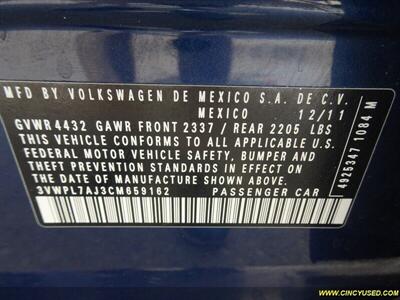 MFD BY VOLKSWAGEN DE MEXICO S.A. DE C.V.
MEXICO 12/11
GVWR 4432 GAWR FRONT 2337 / REAR 2205 LBS
THIS VEHICLE CONFORMS TO ALL APPLICABLE
FEDERAL MOTOR VEHICLE SAFETY, BUMPER AND
THEFT PREVENTION STANDARDS IN EFFECT ON
THE DATE OF MANUFACTURE SHOWN ABOVE.
3VWPL7AJ3CM659162 PASSENGER CAR
4925347 1084 M
WWW.CINCYUSED.COM